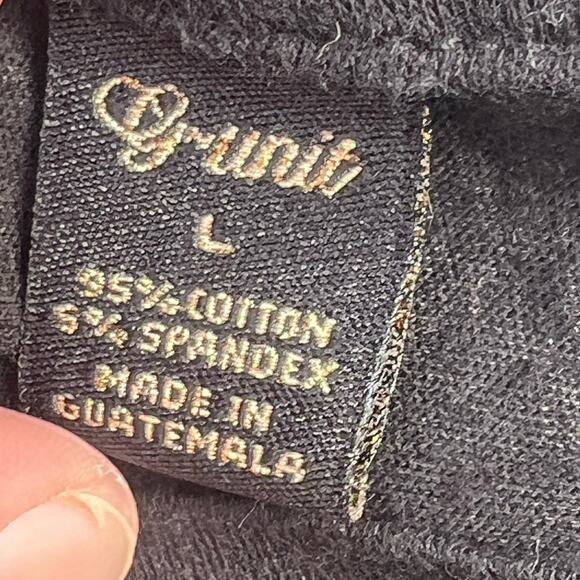 G-unit
L
95% COTTON
5% SPANDEX
MADE IN
GUATEMALA